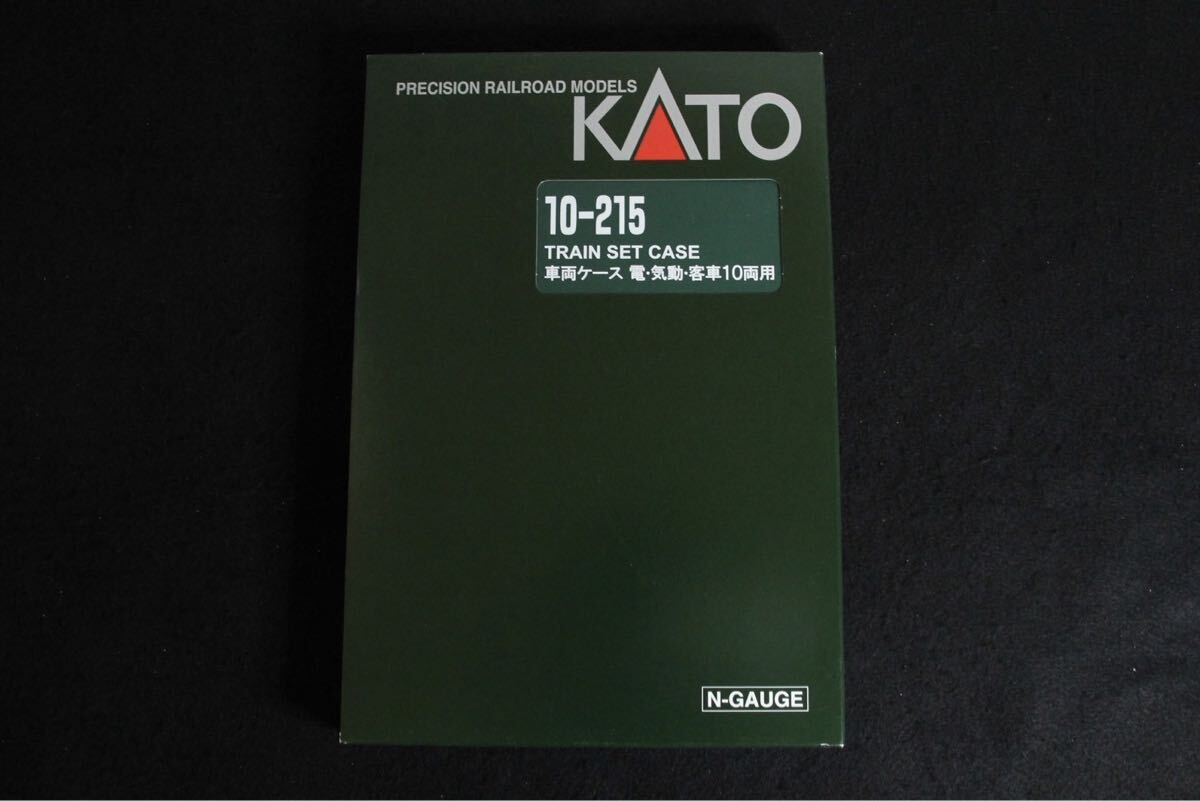 PRECISION RAILROAD MODELS
KATO
10-215
TRAIN SET CASE
車両ケース 電・気動・客車10両用
N-GAUGE